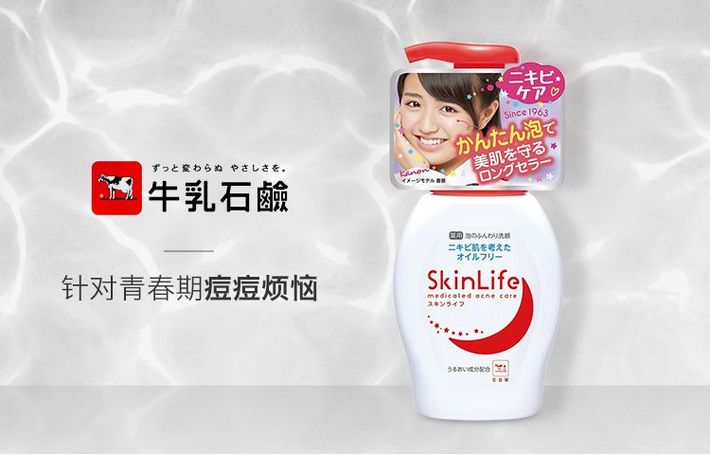 ずっと変わらぬ やさしさを。
牛乳石鹼
针对青春期痘痘烦恼
ニキビ
ケア
Since 1963
かんたん泡で
美肌を守る
ロングセラー
Kanon
イメージモデル 香音
薬用 泡のふんわり洗顔
ニキビ肌を考えた
オイルフリー
SkinLife
medicated acne care
スキンライフ
うるおい成分配合
COW